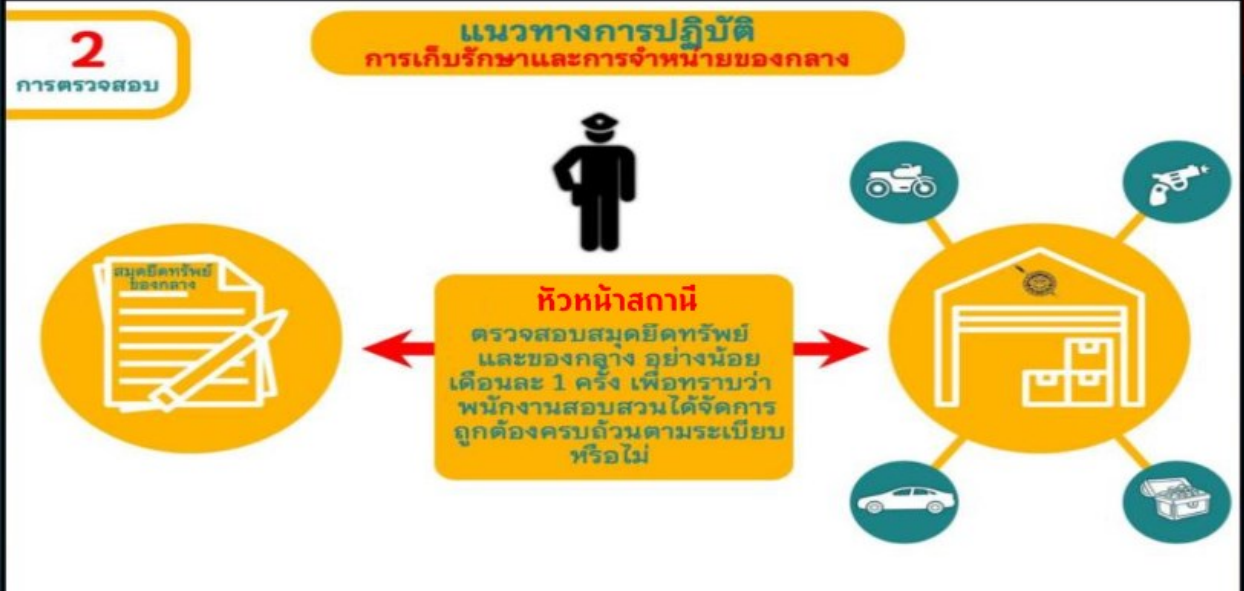 2
การตรวจสอบ
แนวทางการปฏิบัติ
การเก็บรักษาและการจำหน่ายของกลาง
สมุดยึดทรัพย์
ของกลาง
หัวหน้าสถานี
ตรวจสอบสมุดยึดทรัพย์
และของกลาง อย่างน้อย
เดือนละ 1 ครั้ง เพื่อทราบว่า
พนักงานสอบสวนได้จัดการ
ถูกต้องครบถ้วนตามระเบียบ
หรือไม่